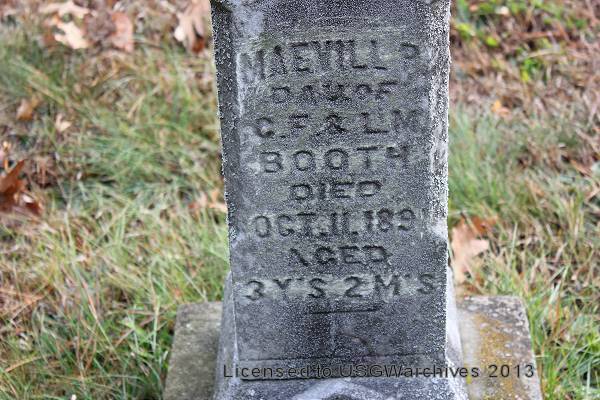 MAEVILL P.
DAU. OF
C. F. & L. M.
BOOTH
DIED
OCT. 11, 189
AGED
3 Y'S 2 M'S
Licensed to USGWarchives 2013